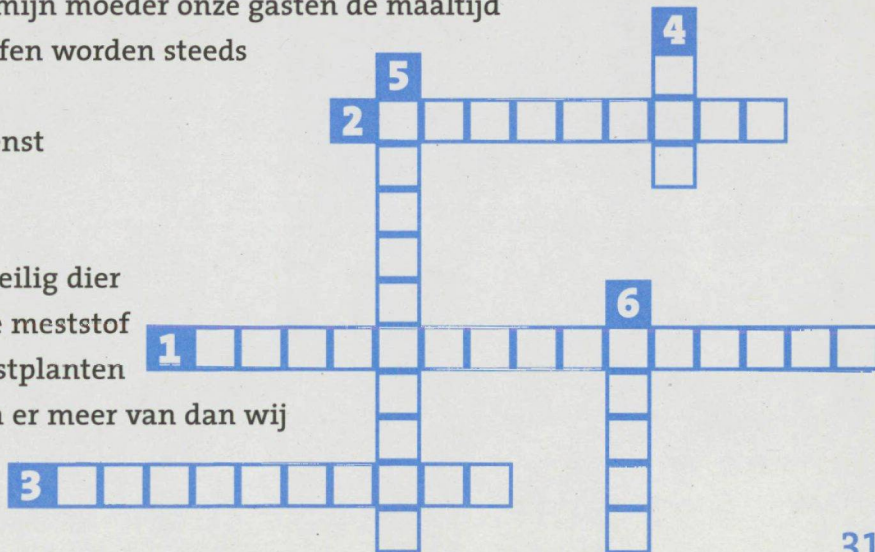 mijn moeder onze gasten de maaltijd
fen worden steeds
4
5
2
nst
eilig dier
6
e meststof
1
stplanten
er meer van dan wij
3
31